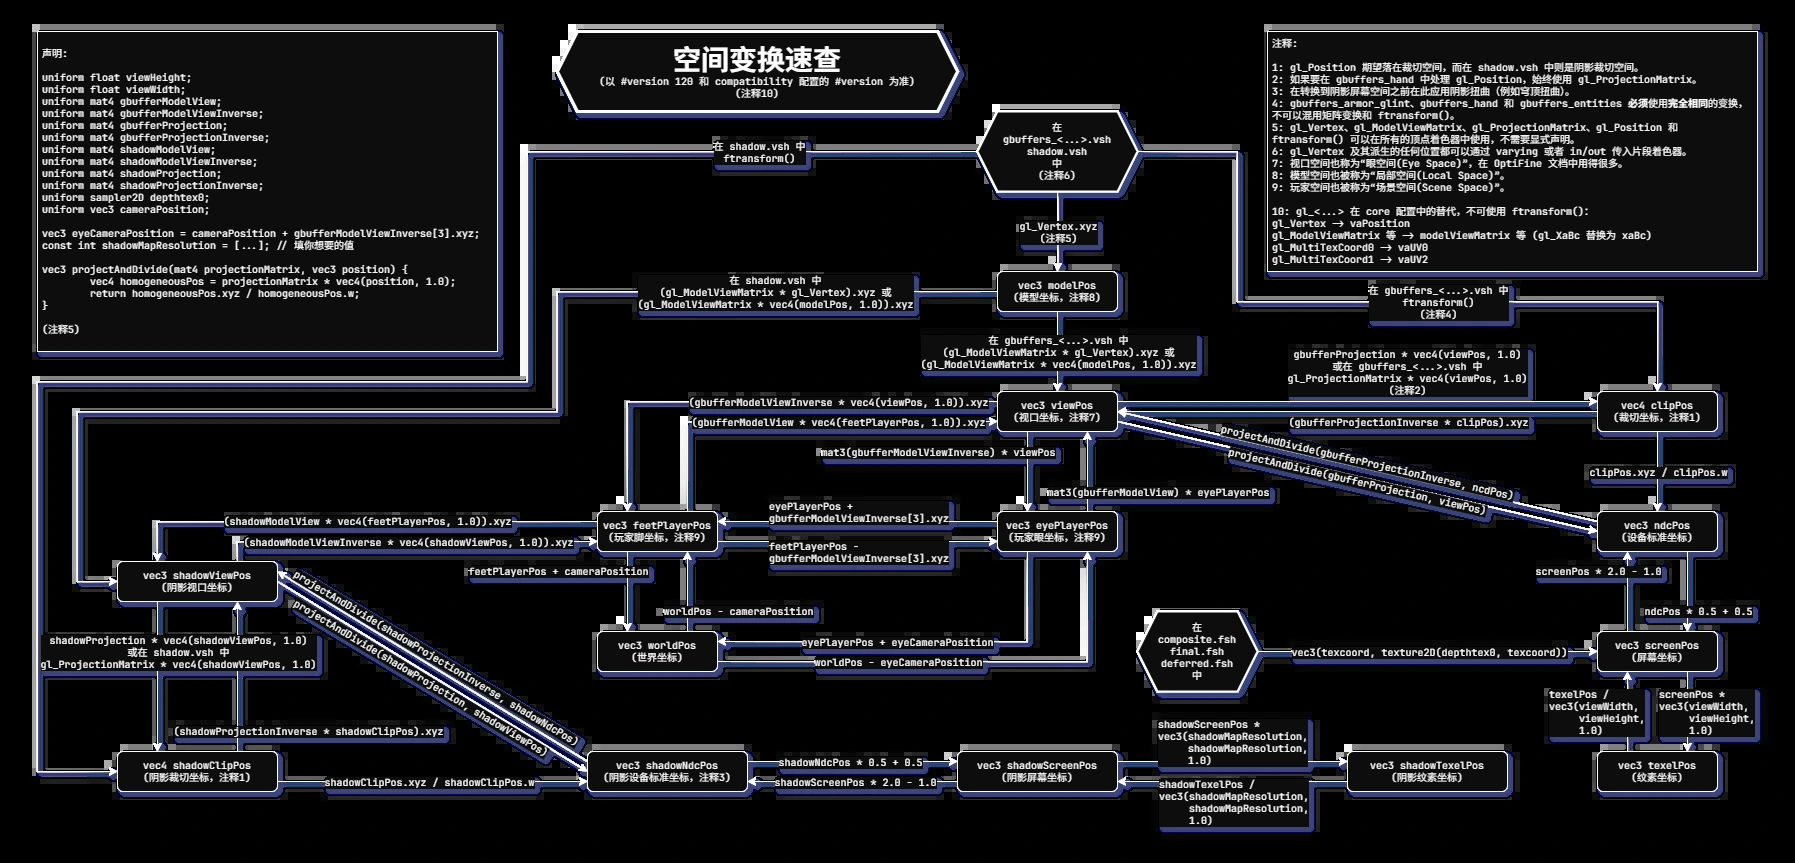 声明:
uniform float viewHeight;
uniform float viewWidth;
uniform mat4 gbufferModelView;
uniform mat4 gbufferModelViewInverse;
uniform mat4 gbufferProjection;
uniform mat4 gbufferProjectionInverse;
uniform mat4 shadowModelView;
uniform mat4 shadowModelViewInverse;
uniform mat4 shadowProjection;
uniform mat4 shadowProjectionInverse;
uniform sampler2D depthtex0;
uniform vec3 cameraPosition;
vec3 eyeCameraPosition = cameraPosition + gbufferModelViewInverse[3].xyz;
const int shadowMapResolution = [...]; // 填你想要的值
vec3 projectAndDivide(mat4 projectionMatrix, vec3 position) {
vec4 homogeneousPos = projectionMatrix * vec4(position, 1.0);
return homogeneousPos.xyz / homogeneousPos.w;
}
(注释5)
空间变换速查
(以 #version 120 和 compatibility 配置的 #version 为准)
(注释10)
注释:
1: gl_Position 期望落在裁切空间，而在 shadow.vsh 中则是阴影裁切空间。
2: 如果要在 gbuffers_hand 中处理 gl_Position，始终使用 gl_ProjectionMatrix。
3: 在转换到阴影屏幕空间之前在此应用阴影扭曲（例如穹顶扭曲）。
4: gbuffers_armor_glint、gbuffers_hand 和 gbuffers_entities 必须使用完全相同的变换，
不可以混用矩阵变换和 ftransform()。
5: gl_Vertex、gl_ModelViewMatrix、gl_ProjectionMatrix、gl_Position 和
ftransform() 可以在所有的顶点着色器中使用，不需要显式声明。
6: gl_Vertex 及其派生的任何位置都可以通过 varying 或者 in/out 传入片段着色器。
7: 视口空间也称为“眼空间(Eye Space)”，在 OptiFine 文档中用得很多。
8: 模型空间也被称为“局部空间(Local Space)”。
9: 玩家空间也被称为“场景空间(Scene Space)”。
10: gl_<...> 在 core 配置中的替代，不可使用 ftransform():
gl_Vertex —> vaPosition
gl_ModelViewMatrix 等 —> modelViewMatrix 等 (gl_XaBc 替换为 xaBc)
gl_MultiTexCoord0 —> vaUV0
gl_MultiTexCoord1 —> vaUV2
在
gbuffers_<...>.vsh
shadow.vsh
中
(注释6)
在 shadow.vsh 中
ftransform()
gl_Vertex.xyz
(注释5)
vec3 modelPos
(模型坐标，注释8)
在 shadow.vsh 中
(gl_ModelViewMatrix * gl_Vertex).xyz 或
(gl_ModelViewMatrix * vec4(modelPos, 1.0)).xyz
在 gbuffers_<...>.vsh 中
ftransform()
(注释4)
在 gbuffers_<...>.vsh 中
(gl_ModelViewMatrix * gl_Vertex).xyz 或
(gl_ModelViewMatrix * vec4(modelPos, 1.0)).xyz
gbufferProjection * vec4(viewPos, 1.0)
或在 gbuffers_<...>.vsh 中
gl_ProjectionMatrix * vec4(viewPos, 1.0)
(注释2)
(gbufferModelViewInverse * vec4(viewPos, 1.0)).xyz
(gbufferModelView * vec4(feetPlayerPos, 1.0)).xyz
vec3 viewPos
(视口坐标，注释7)
(gbufferProjectionInverse * clipPos).xyz
vec4 clipPos
(裁切坐标，注释1)
mat3(gbufferModelViewInverse) * viewPos
mat3(gbufferModelView) * eyePlayerPos
projectAndDivide(gbufferProjectionInverse, ncdPos)
projectAndDivide(gbufferProjection, viewPos)
clipPos.xyz / clipPos.w
(shadowModelView * vec4(feetPlayerPos, 1.0)).xyz
(shadowModelViewInverse * vec4(shadowViewPos, 1.0)).xyz
vec3 feetPlayerPos
(玩家脚坐标，注释9)
eyePlayerPos +
gbufferModelViewInverse[3].xyz
feetPlayerPos -
gbufferModelViewInverse[3].xyz
vec3 eyePlayerPos
(玩家眼坐标，注释9)
vec3 ndcPos
(设备标准坐标)
vec3 shadowViewPos
(阴影视口坐标)
feetPlayerPos + cameraPosition
worldPos - cameraPosition
screenPos * 2.0 - 1.0
ndcPos * 0.5 + 0.5
shadowProjection * vec4(shadowViewPos, 1.0)
或在 shadow.vsh 中
gl_ProjectionMatrix * vec4(shadowViewPos, 1.0)
projectAndDivide(shadowProjectionInverse, shadowNdcPos)
projectAndDivide(shadowProjection, shadowViewPos)
vec3 worldPos
(世界坐标)
eyePlayerPos + eyeCameraPosition
worldPos - eyeCameraPosition
在
composite.fsh
final.fsh
deferred.fsh
中
vec3(texcoord, texture2D(depthtex0, texcoord))
vec3 screenPos
(屏幕坐标)
texelPos /
vec3(viewWidth,
viewHeight,
1.0)
screenPos *
vec3(viewWidth,
viewHeight,
1.0)
(shadowProjectionInverse * shadowClipPos).xyz
vec4 shadowClipPos
(阴影裁切坐标，注释1)
shadowClipPos.xyz / shadowClipPos.w
vec3 shadowNdcPos
(阴影设备标准坐标，注释3)
shadowNdcPos * 0.5 + 0.5
shadowScreenPos * 2.0 - 1.0
vec3 shadowScreenPos
(阴影屏幕坐标)
shadowScreenPos *
vec3(shadowMapResolution,
shadowMapResolution,
1.0)
shadowTexelPos /
vec3(shadowMapResolution,
shadowMapResolution,
1.0)
vec3 shadowTexelPos
(阴影纹素坐标)
vec3 texelPos
(纹素坐标)